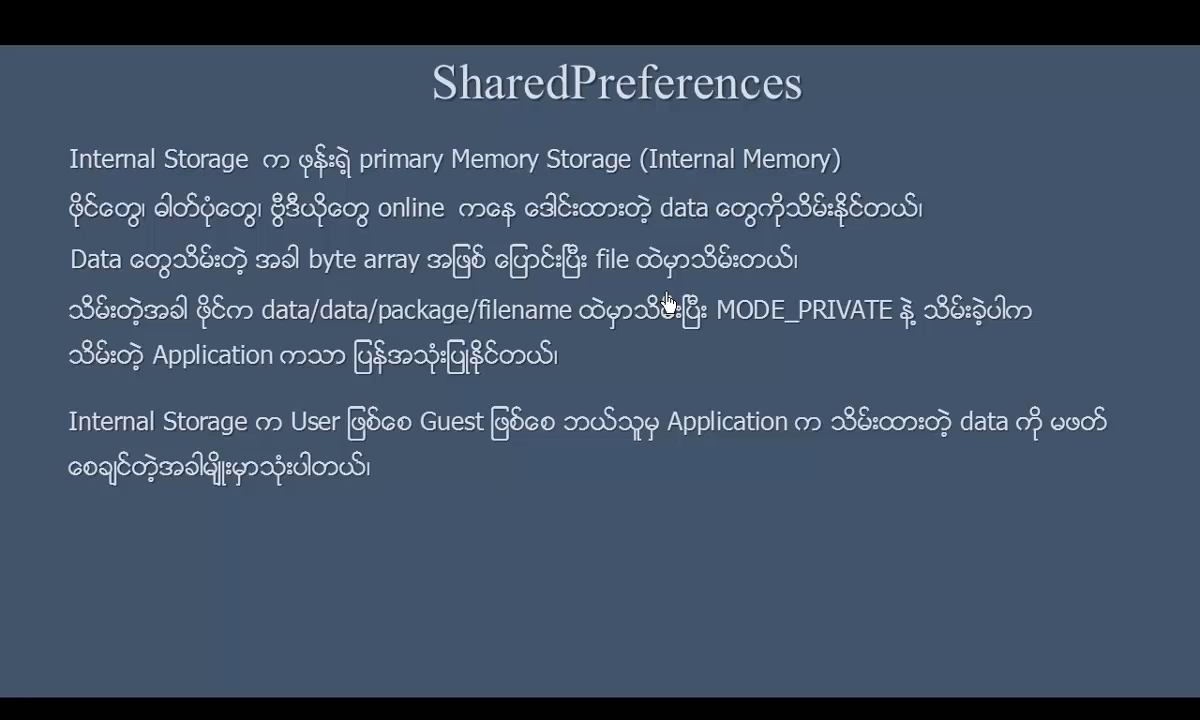 SharedPreferences
Internal Storage က ဖုန်းရဲ့ primary Memory Storage (Internal Memory)
ဖိုင်တွေ၊ ဓါတ်ပုံတွေ၊ ဗွီဒီယိုတွေ online ကနေ ဒေါင်းထားတဲ့ data တွေကိုသိမ်းနိုင်တယ်၊
Data တွေသိမ်းတဲ့ အခါ byte array အဖြစ် ပြောင်းပြီး file ထဲမှာသိမ်းတယ်၊
သိမ်းတဲ့အခါ ဖိုင်က data/data/package/filename ထဲမှာသိမ်းပြီး MODE_PRIVATE နဲ့ သိမ်းခဲ့ပါက
သိမ်းတဲ့ Application ကသာ ပြန်အသုံးပြုနိုင်တယ်၊
Internal Storage က User ဖြစ်စေ Guest ဖြစ်စေ ဘယ်သူမှ Application က သိမ်းထားတဲ့ data ကို မဖတ်
စေချင်တဲ့အခါမျိုးမှာသုံးပါတယ်၊